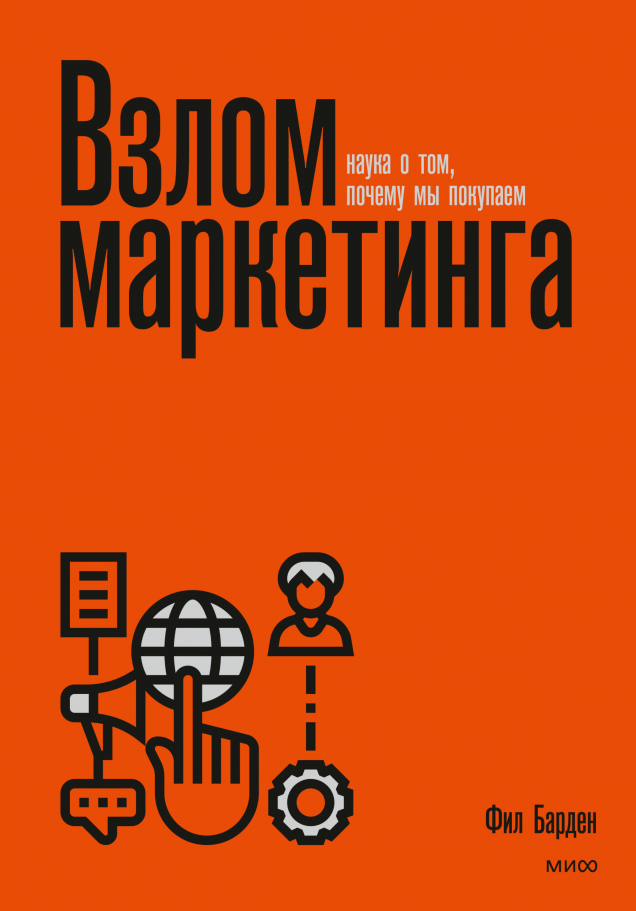 Взлом
наука о том,
почему мы покупаем
маркетинга
Фил Барден
миф